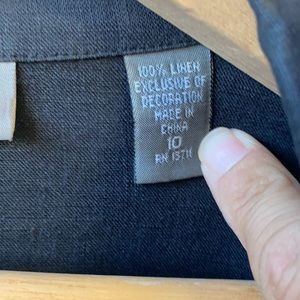 100% LINEN
EXCLUSIVE OF
DECORATION
MADE IN
CHINA
10
RN